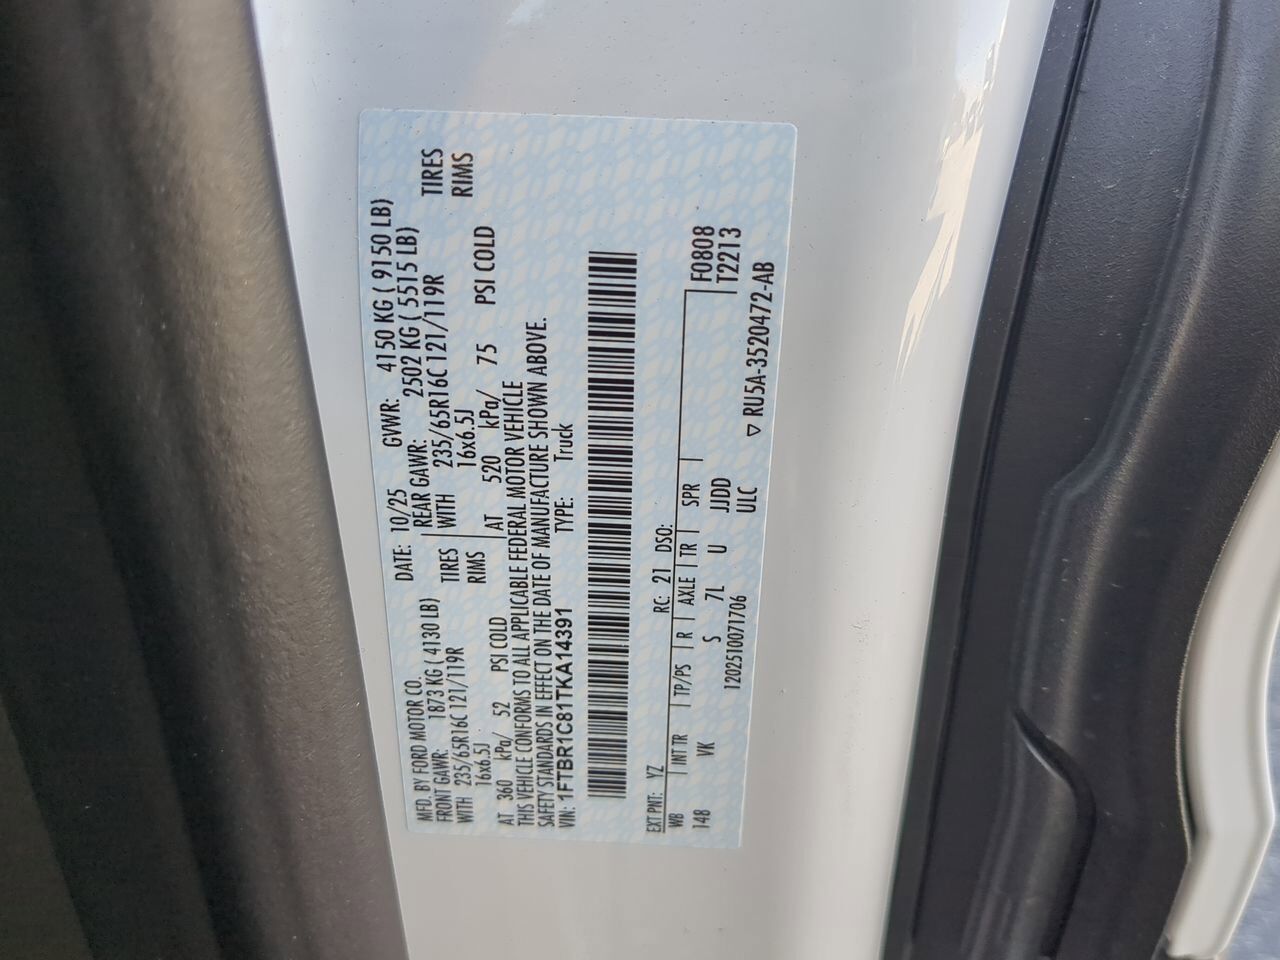 MFD. BY FORD MOTOR CO. DATE: 10/25 GVWR: 4150 KG ( 9150 LB)
FRONT GAWR: 1873 KG ( 4130 LB) REAR GAWR: 2502 KG ( 5515 LB)
WITH 235/65R16C 121/119R TIRES WITH 235/65R16C 121/119R TIRES
16x6.5J RIMS 16x6.5J RIMS
AT 360 kPa/ 52 PSI COLD AT 520 kPa/ 75 PSI COLD
THIS VEHICLE CONFORMS TO ALL APPLICABLE FEDERAL MOTOR VEHICLE
SAFETY STANDARDS IN EFFECT ON THE DATE OF MANUFACTURE SHOWN ABOVE.
VIN: 1FTBR1C81TKA14391 TYPE: Truck
EXT PNT: YZ RC: 21 DSO:
WB INT TR TP/PS R AXLE TR SPR F0808
148 VK S 7L U JJDD T2213
120251007 1706 ULC
▽ RU5A-3520472-AB